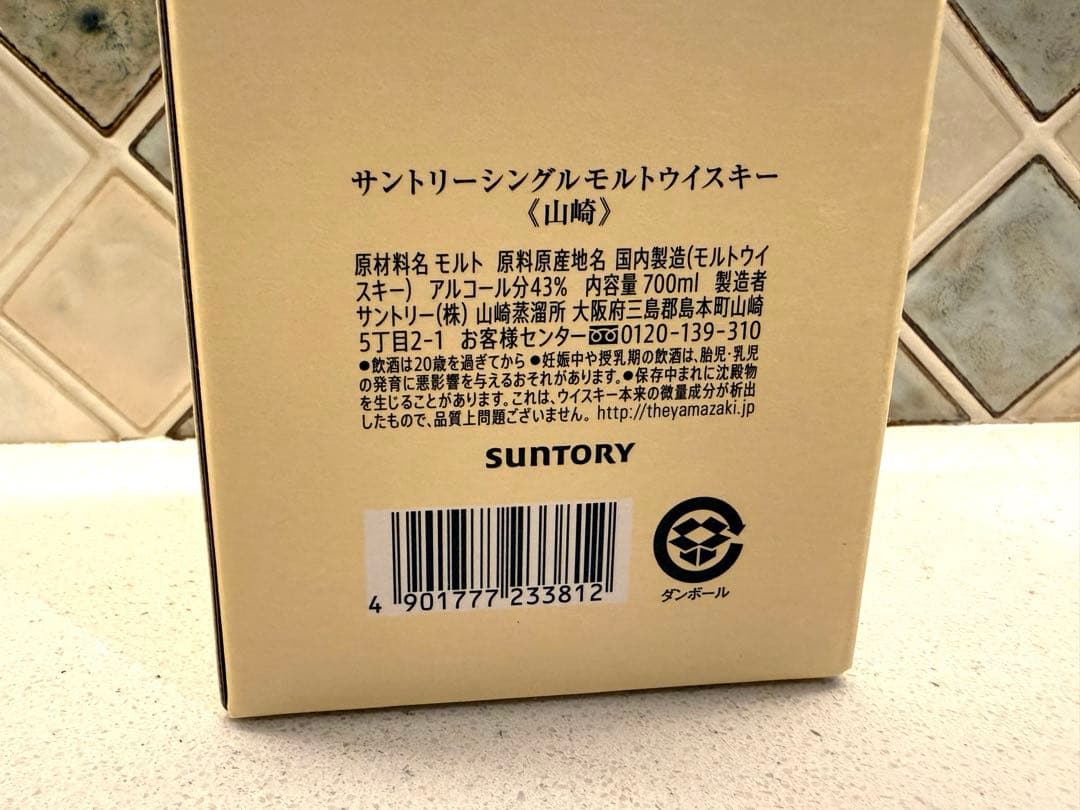 サントリーシングルモルトウイスキー
《山崎》
原材料名 モルト 原料原産地名 国内製造(モルトウイ
スキー) アルコール分43% 内容量 700ml 製造者
サントリー(株) 山崎蒸溜所 大阪府三島郡島本町山崎
5丁目2-1 お客様センター0120-139-310
●飲酒は20歳を過ぎてから ●妊娠中や授乳期の飲酒は、胎児・乳児
の発育に悪影響を与えるおそれがあります。●保存中まれに沈殿物
を生じることがあります。これは、ウイスキー本来の微量成分が析出
したもので、品質上問題ございません。 http://theyamazaki.jp
SUNTORY
4 901777 233812
ダンボール